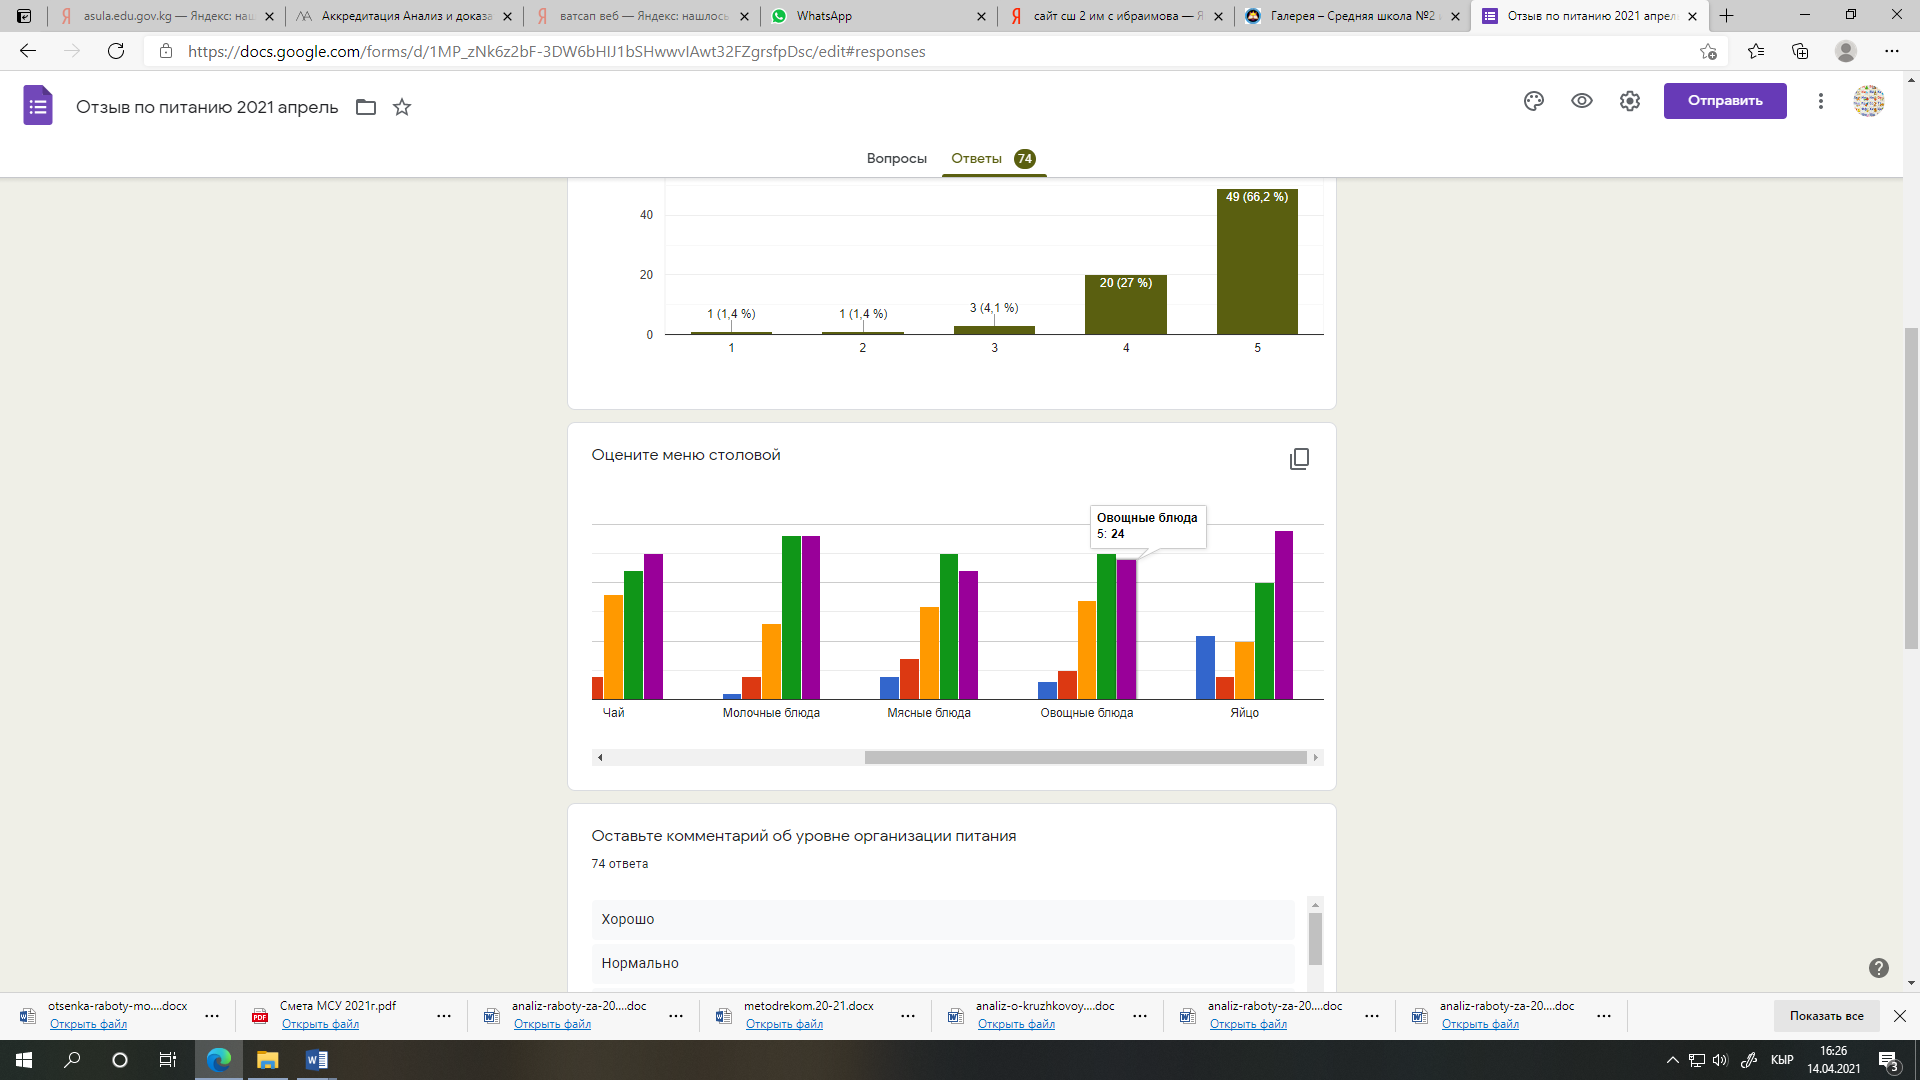 asula.edu.gov.kg — Яндекс: наш
Аккредитация Анализ и доказа
ватсап веб — Яндекс: нашлось
WhatsApp
сайт сш 2 им с ибраимова — Я
Галерея – Средняя школа №2
Отзыв по питанию 2021 апрел
https://docs.google.com/forms/d/1MP_zNk6z2bF-3DW6bHIJ1bSHwwvIAwt32FZgrsfpDsc/edit#responses
Отзыв по питанию 2021 апрель
Отправить
Вопросы
Ответы 74
40
20
0
1 (1,4 %)
1 (1,4 %)
3 (4,1 %)
20 (27 %)
49 (66,2 %)
1 2 3 4 5
Оцените меню столовой
Овощные блюда
5: 24
Чай
Молочные блюда
Мясные блюда
Овощные блюда
Яйцо
Оставьте комментарий об уровне организации питания
74 ответа
Хорошо
Нормально
otsenka-raboty-mo....docx
Открыть файл
Смета МСУ 2021г.pdf
Открыть файл
analiz-raboty-za-20....doc
Открыть файл
metodrekom.20-21.docx
Открыть файл
analiz-o-kruzhkovoy....doc
Открыть файл
analiz-raboty-za-20....doc
Открыть файл
analiz-raboty-za-20....doc
Открыть файл
Показать все
КЫР
16:26
14.04.2021
3